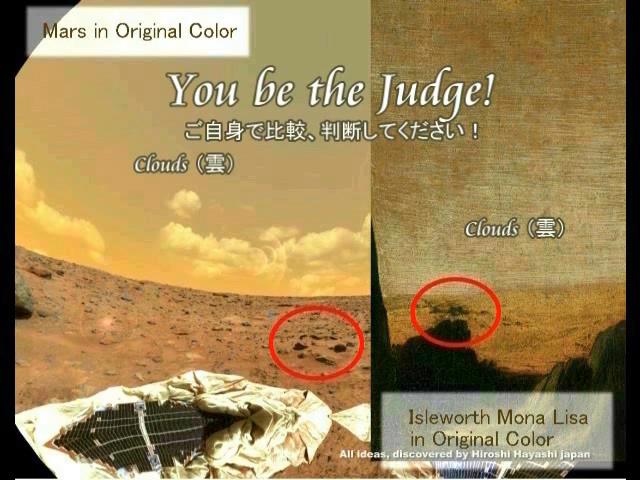 Mars in Original Color
You be the Judge!
ご自身で比較、判断してください！
Clouds（雲）
Clouds（雲）
Isleworth Mona Lisa
in Original Color
All ideas, discovered by Hiroshi Hayashi japan